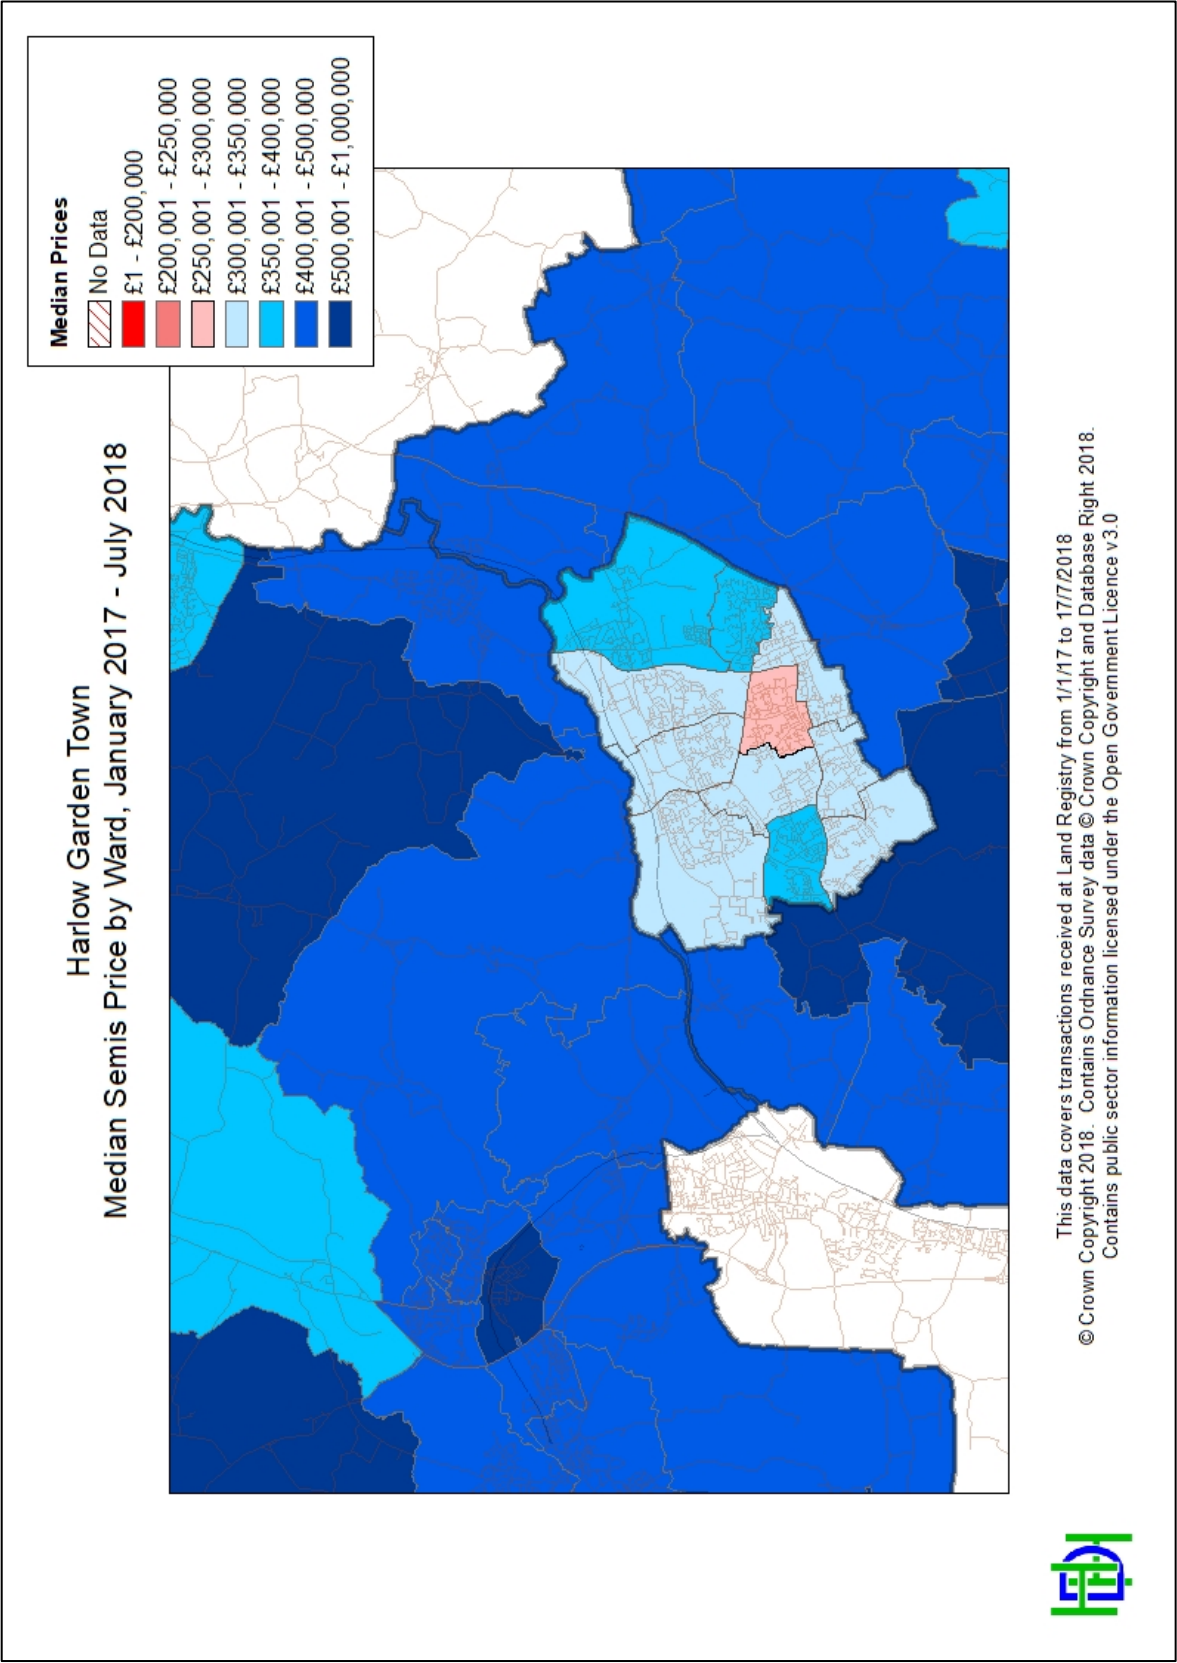 Harlow Garden Town
Median Semis Price by Ward, January 2017 - July 2018
Median Prices
No Data
£1 - £200,000
£200,001 - £250,000
£250,001 - £300,000
£300,001 - £350,000
£350,001 - £400,000
£400,001 - £500,000
£500,001 - £1,000,000
This data covers transactions received at Land Registry from 1/1/17 to 17/7/2018
© Crown Copyright 2018. Contains Ordnance Survey data © Crown Copyright and Database Right 2018.
Contains public sector information licensed under the Open Government Licence v3.0
HDH